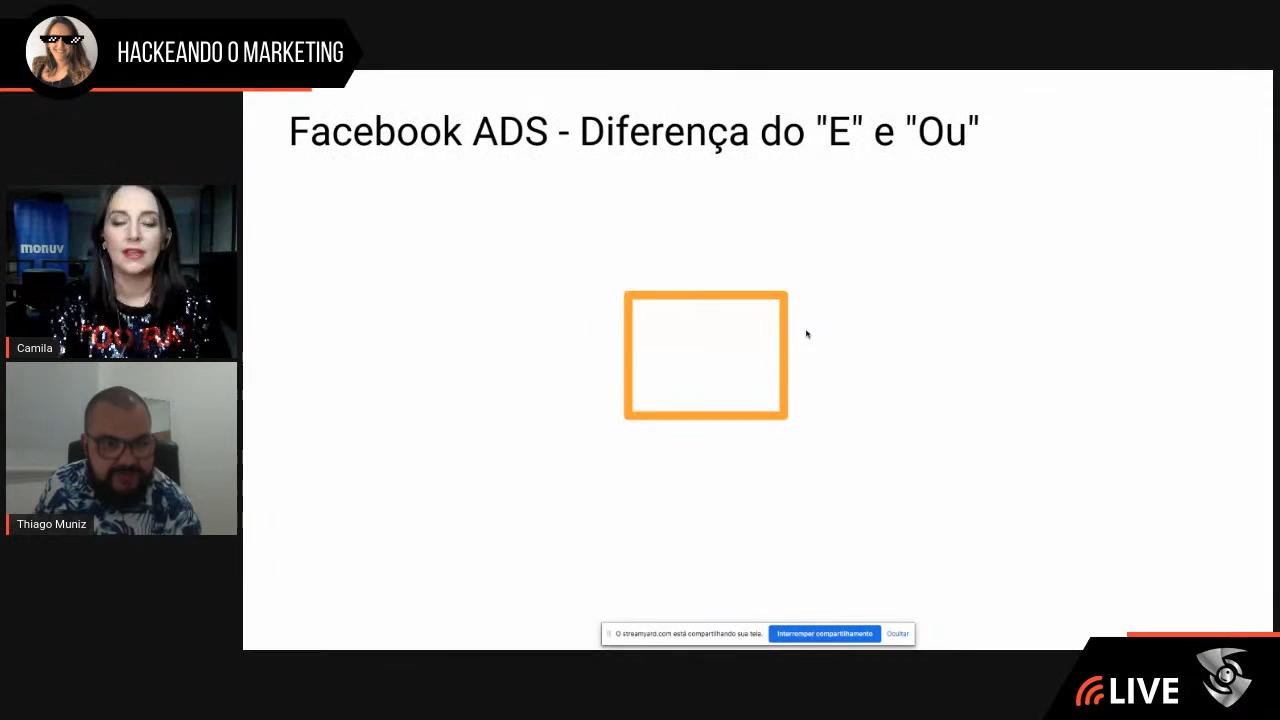 HACKEANDO O MARKETING
Facebook ADS - Diferença do "E" e "Ou"
monuv
Camila
Thiago Muniz
O streamyard.com está compartilhando sua tela.
Interromper compartilhamento
Ocultar
LIVE